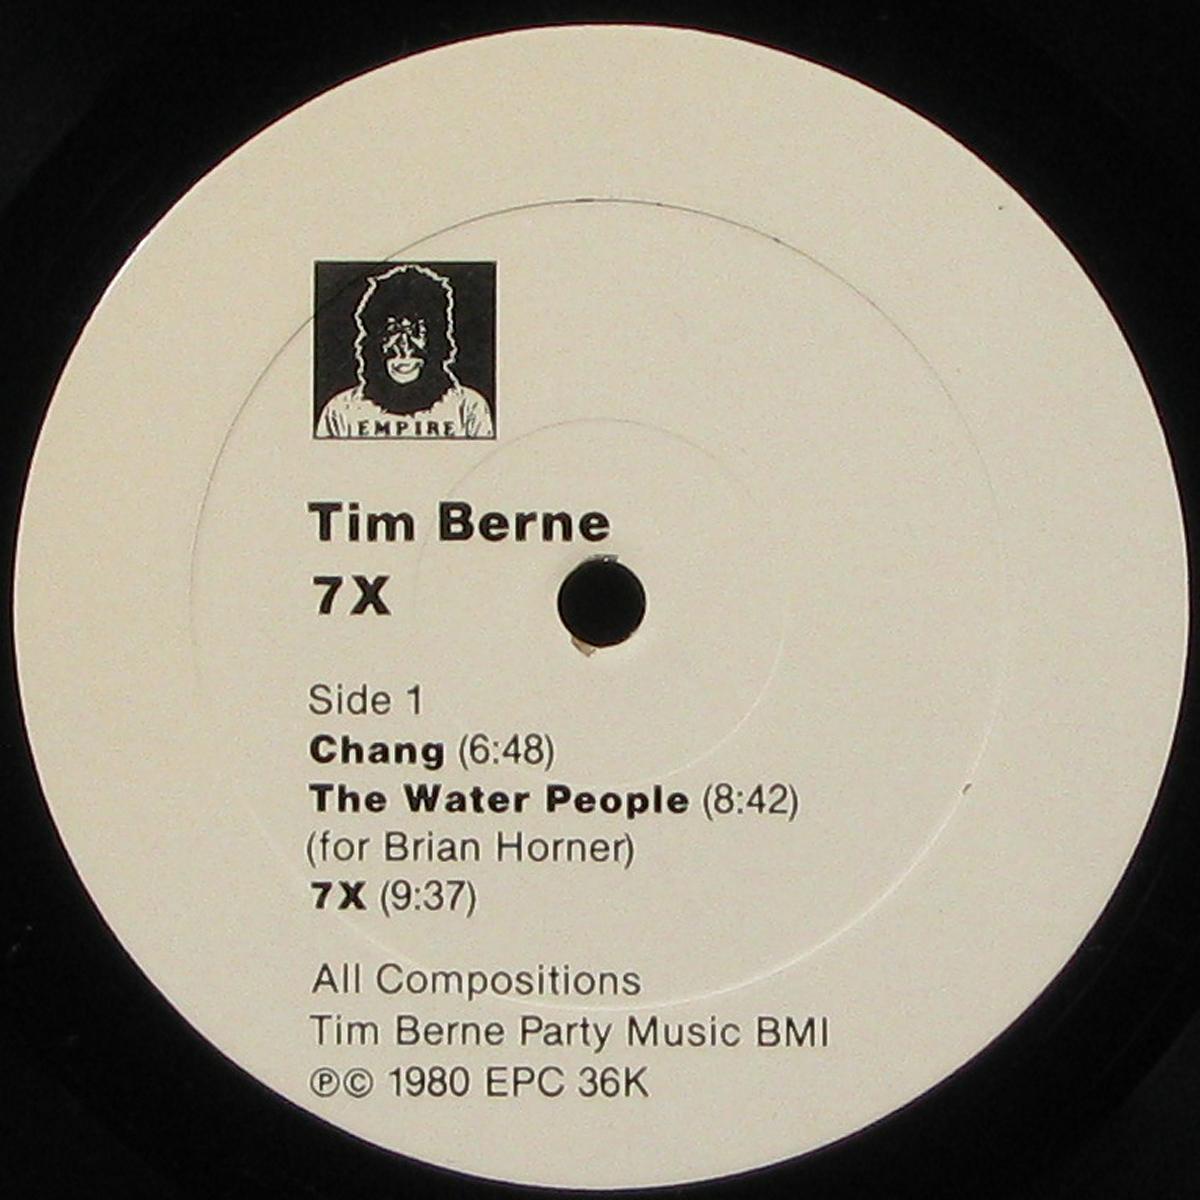 EMPIRE
Tim Berne
7X
Side 1
Chang (6:48)
The Water People (8:42)
(for Brian Horner)
7X (9:37)
All Compositions
Tim Berne Party Music BMI
℗© 1980 EPC 36K